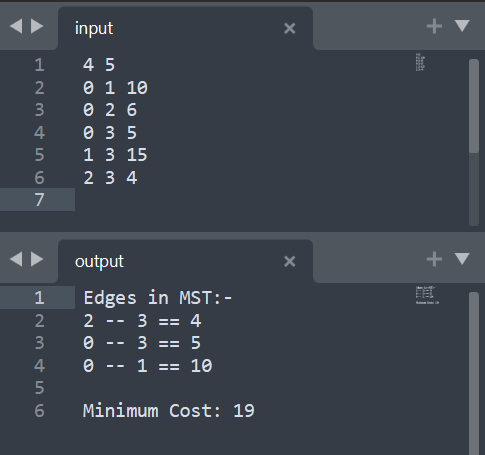 input
1 4 5
2 0 1 10
3 0 2 6
4 0 3 5
5 1 3 15
6 2 3 4
7
output
1 Edges in MST:-
2 2 -- 3 == 4
3 0 -- 3 == 5
4 0 -- 1 == 10
5
6 Minimum Cost: 19